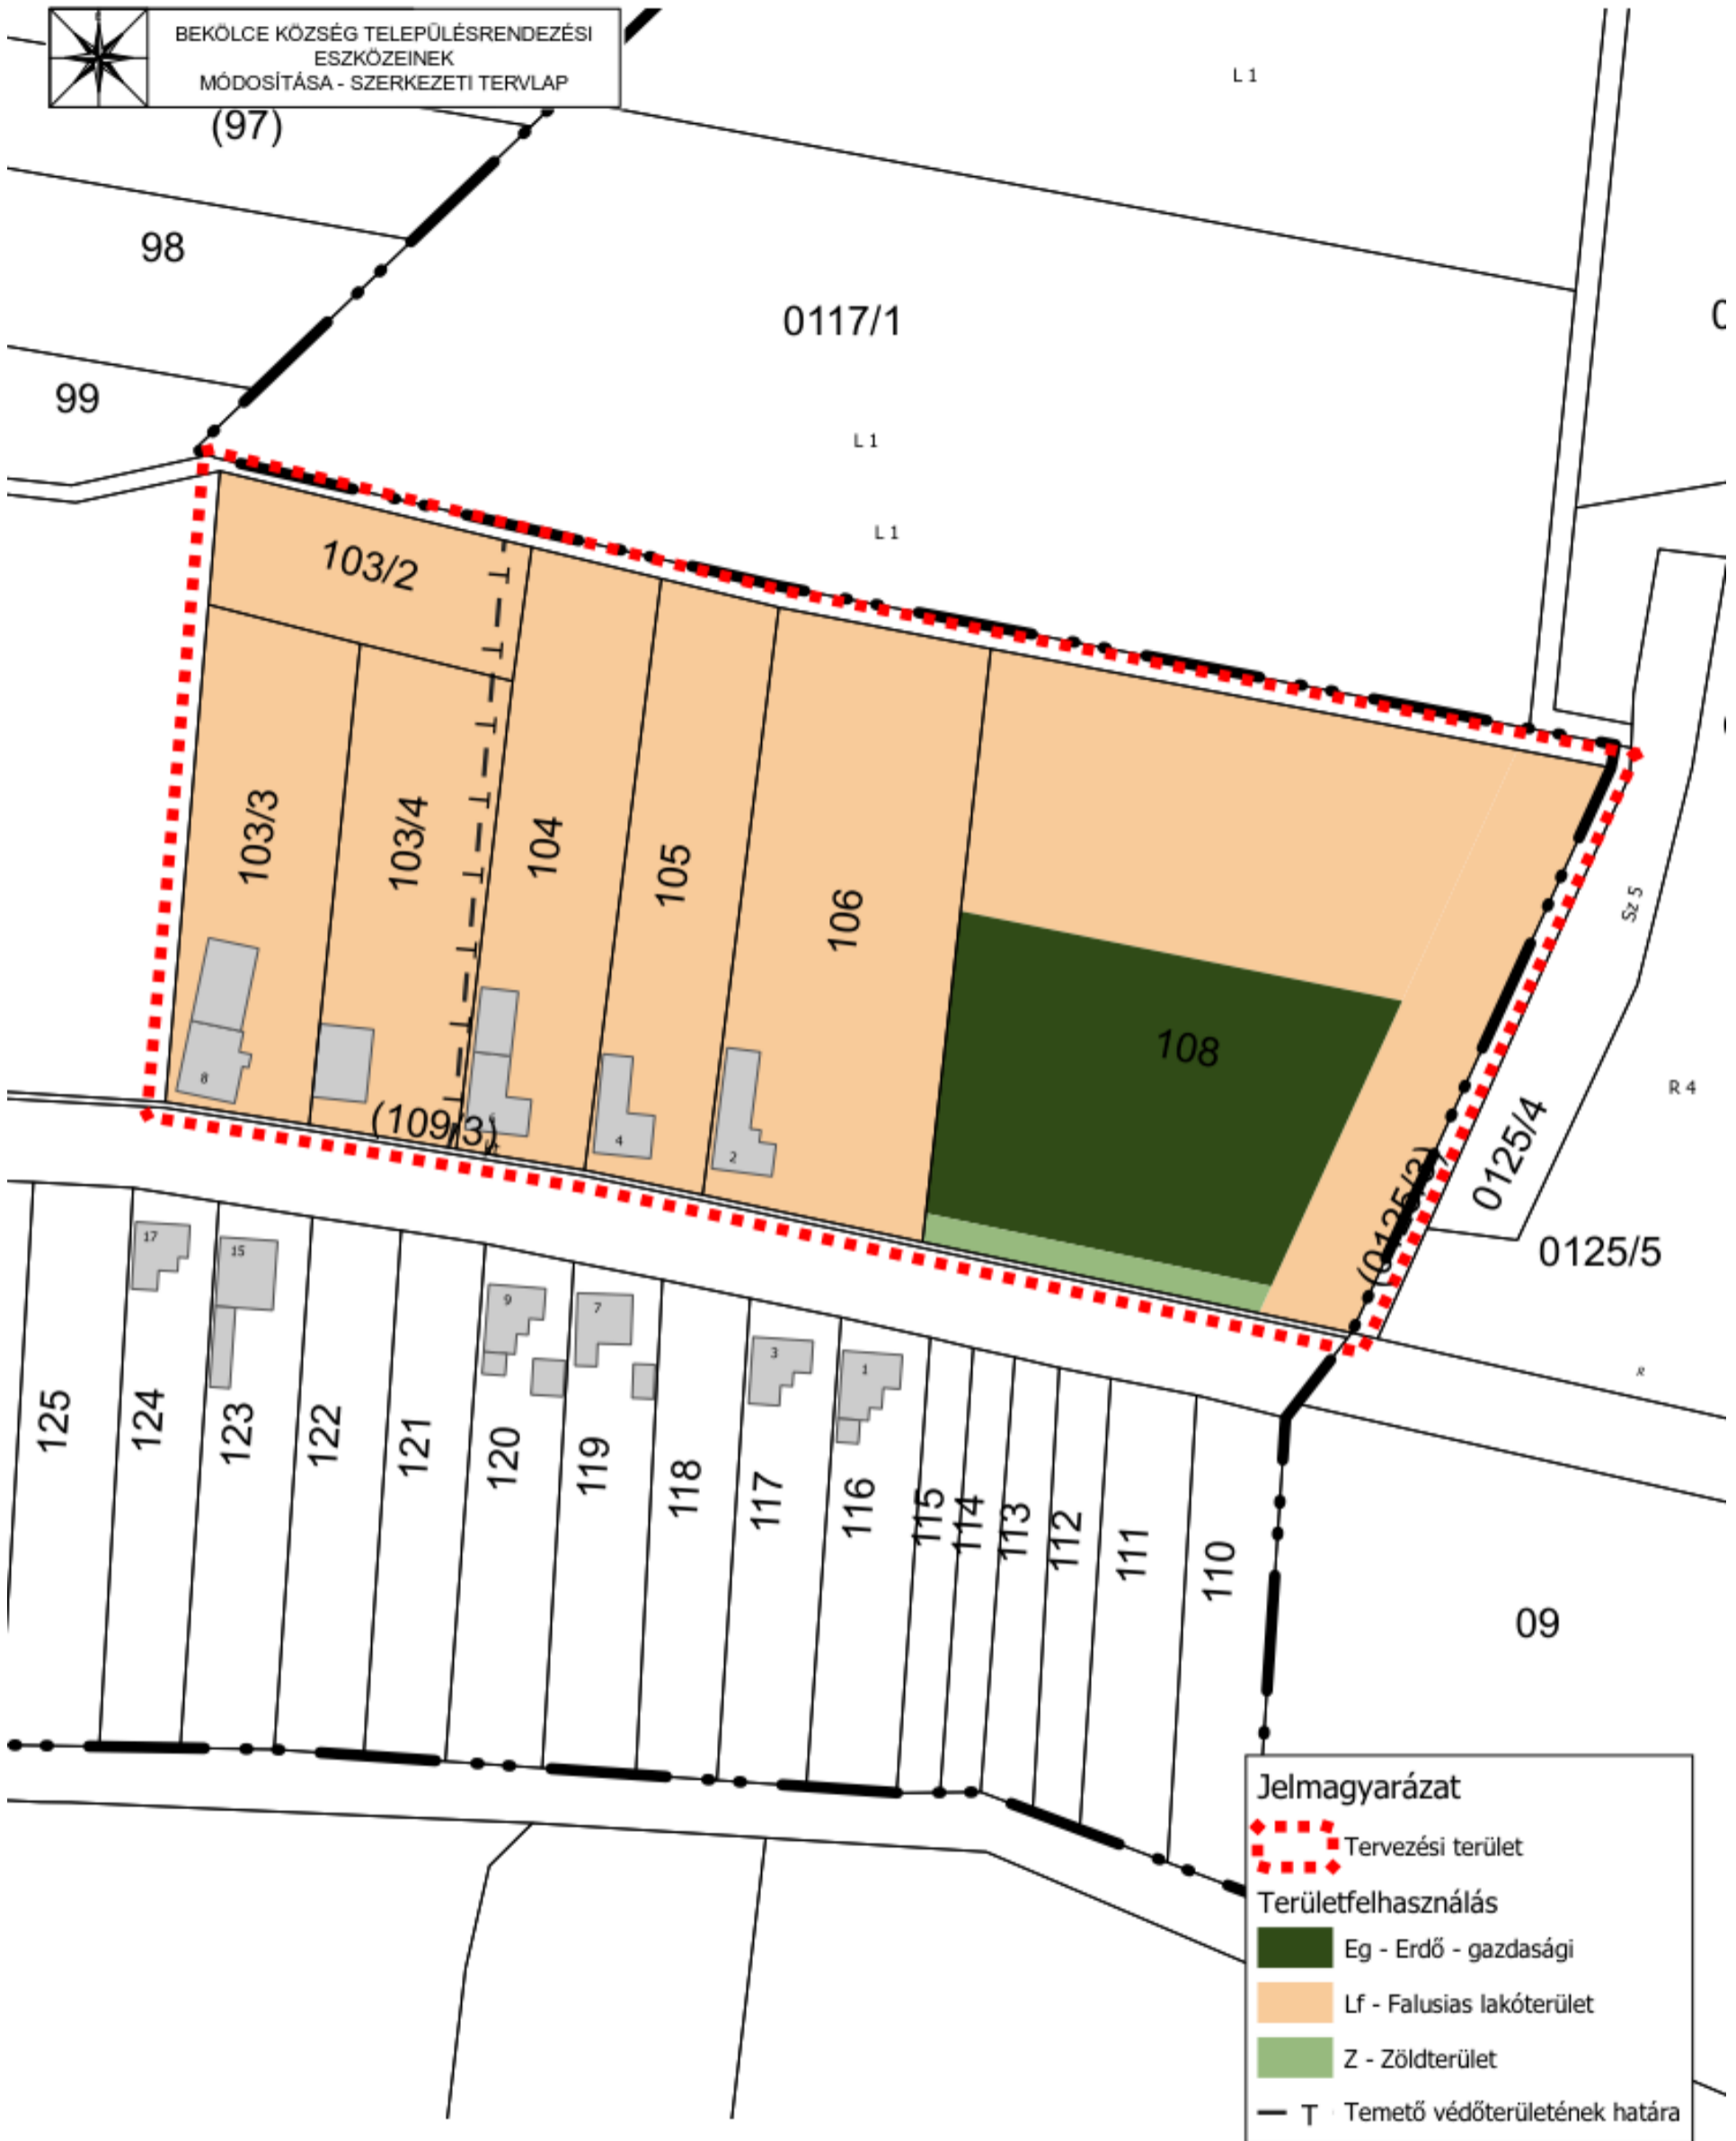 BEKÖLCE KÖZSÉG TELEPÜLÉSRENDEZÉSI
ESZKÖZEINEK
MÓDOSÍTÁSA - SZERKEZETI TERVLAP
L 1
(97)
98
0117/1
99
L 1
L 1
103/2
103/3
103/4
104
105
106
108
Sz 5
R 4
8
(109/3)
4
2
0125/4
(0125/3)
0125/5
17
15
9
7
3
1
R
125
124
123
122
121
120
119
118
117
116
115
114
113
112
111
110
09
Jelmagyarázat
Tervezési terület
Területfelhasználás
Eg - Erdő - gazdasági
Lf - Falusias lakóterület
Z - Zöldterület
T Temető védőterületének határa